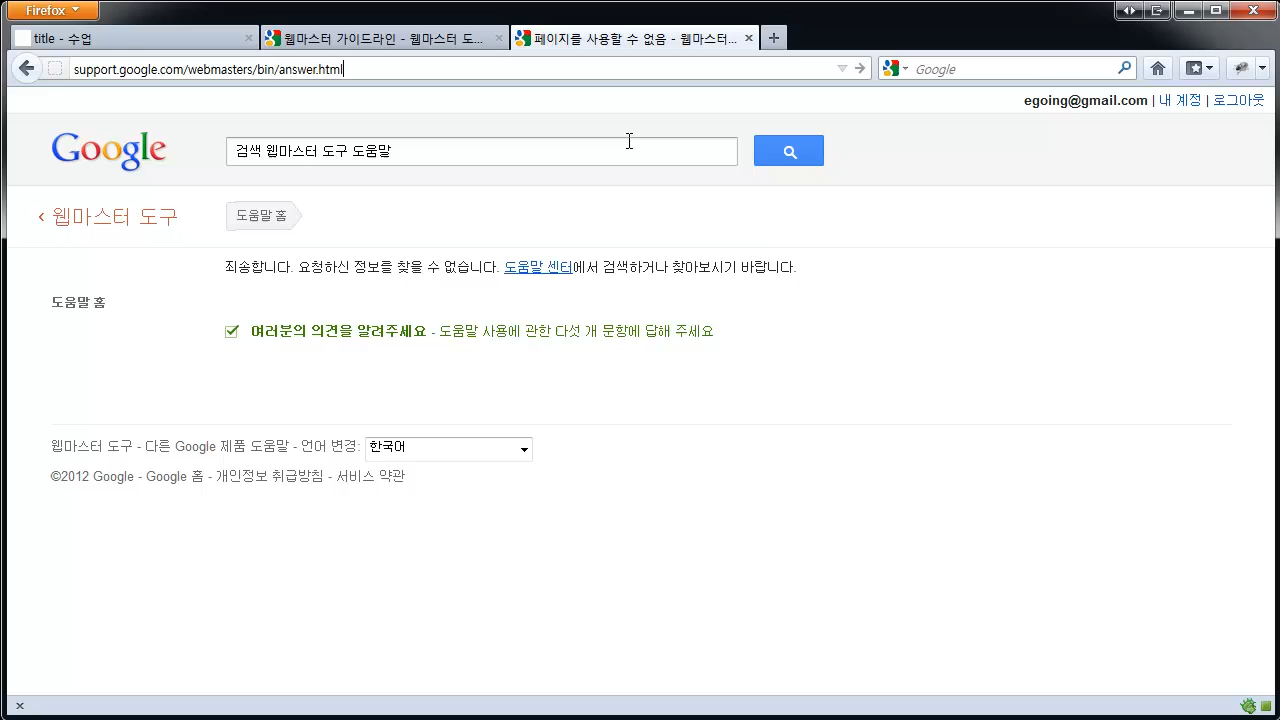 Firefox
title - 수업
웹마스터 가이드라인 - 웹마스터 도...
페이지를 사용할 수 없음 - 웹마스터...
support.google.com/webmasters/bin/answer.html
Google
egoing@gmail.com | 내 계정 | 로그아웃
Google
검색 웹마스터 도구 도움말
‹ 웹마스터 도구
도움말 홈
죄송합니다. 요청하신 정보를 찾을 수 없습니다. 도움말 센터에서 검색하거나 찾아보시기 바랍니다.
도움말 홈
여러분의 의견을 알려주세요 - 도움말 사용에 관한 다섯 개 문항에 답해 주세요
웹마스터 도구 - 다른 Google 제품 도움말 - 언어 변경: 한국어
©2012 Google - Google 홈 - 개인정보 취급방침 - 서비스 약관